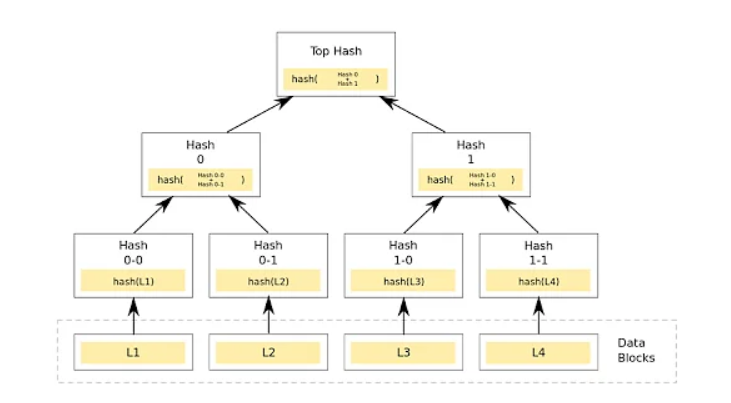 Top Hash
hash( Hash 0 + Hash 1 )
Hash 0
hash( Hash 0-0 + Hash 0-1 )
Hash 1
hash( Hash 1-0 + Hash 1-1 )
Hash 0-0
hash(L1)
Hash 0-1
hash(L2)
Hash 1-0
hash(L3)
Hash 1-1
hash(L4)
L1
L2
L3
L4
Data
Blocks